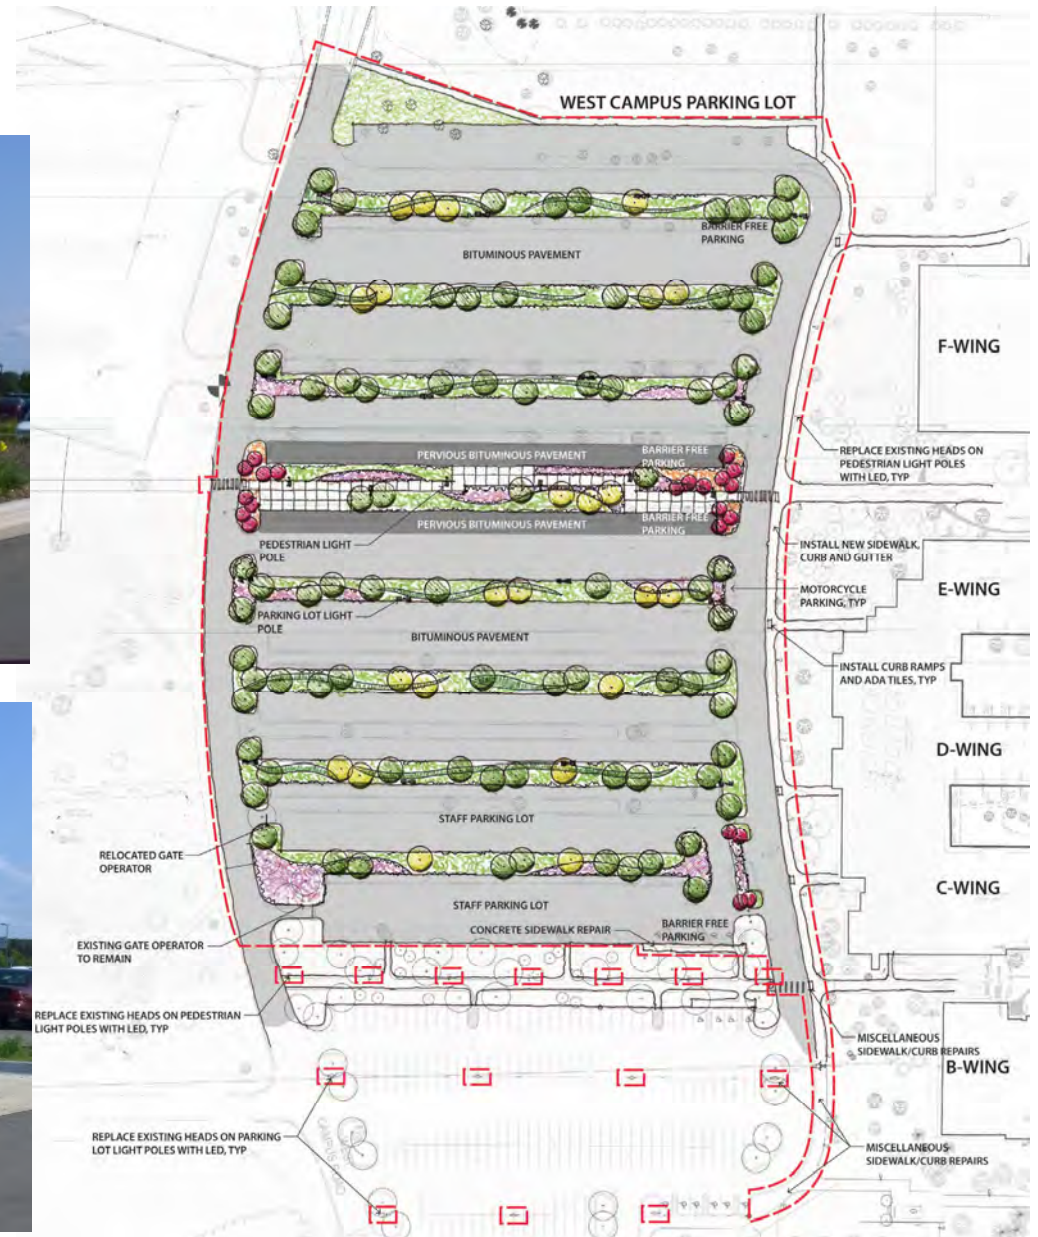 WEST CAMPUS PARKING LOT
BARRIER FREE
PARKING
BITUMINOUS PAVEMENT
F-WING
PERVIOUS BITUMINOUS PAVEMENT
BARRIER FREE
PARKING
REPLACE EXISTING HEADS ON
PEDESTRIAN LIGHT POLES
WITH LED, TYP
PERVIOUS BITUMINOUS PAVEMENT
BARRIER FREE
PARKING
PEDESTRIAN LIGHT
POLE
INSTALL NEW SIDEWALK,
CURB AND GUTTER
E-WING
MOTORCYCLE
PARKING, TYP
PARKING LOT LIGHT
POLE
BITUMINOUS PAVEMENT
INSTALL CURB RAMPS
AND ADA TILES, TYP
D-WING
STAFF PARKING LOT
RELOCATED GATE
OPERATOR
C-WING
STAFF PARKING LOT
CONCRETE SIDEWALK REPAIR
BARRIER FREE
PARKING
EXISTING GATE OPERATOR
TO REMAIN
REPLACE EXISTING HEADS ON PEDESTRIAN
LIGHT POLES WITH LED, TYP
MISCELLANEOUS
SIDEWALK/CURB REPAIRS
B-WING
REPLACE EXISTING HEADS ON PARKING
LOT LIGHT POLES WITH LED, TYP
MISCELLANEOUS
SIDEWALK/CURB REPAIRS